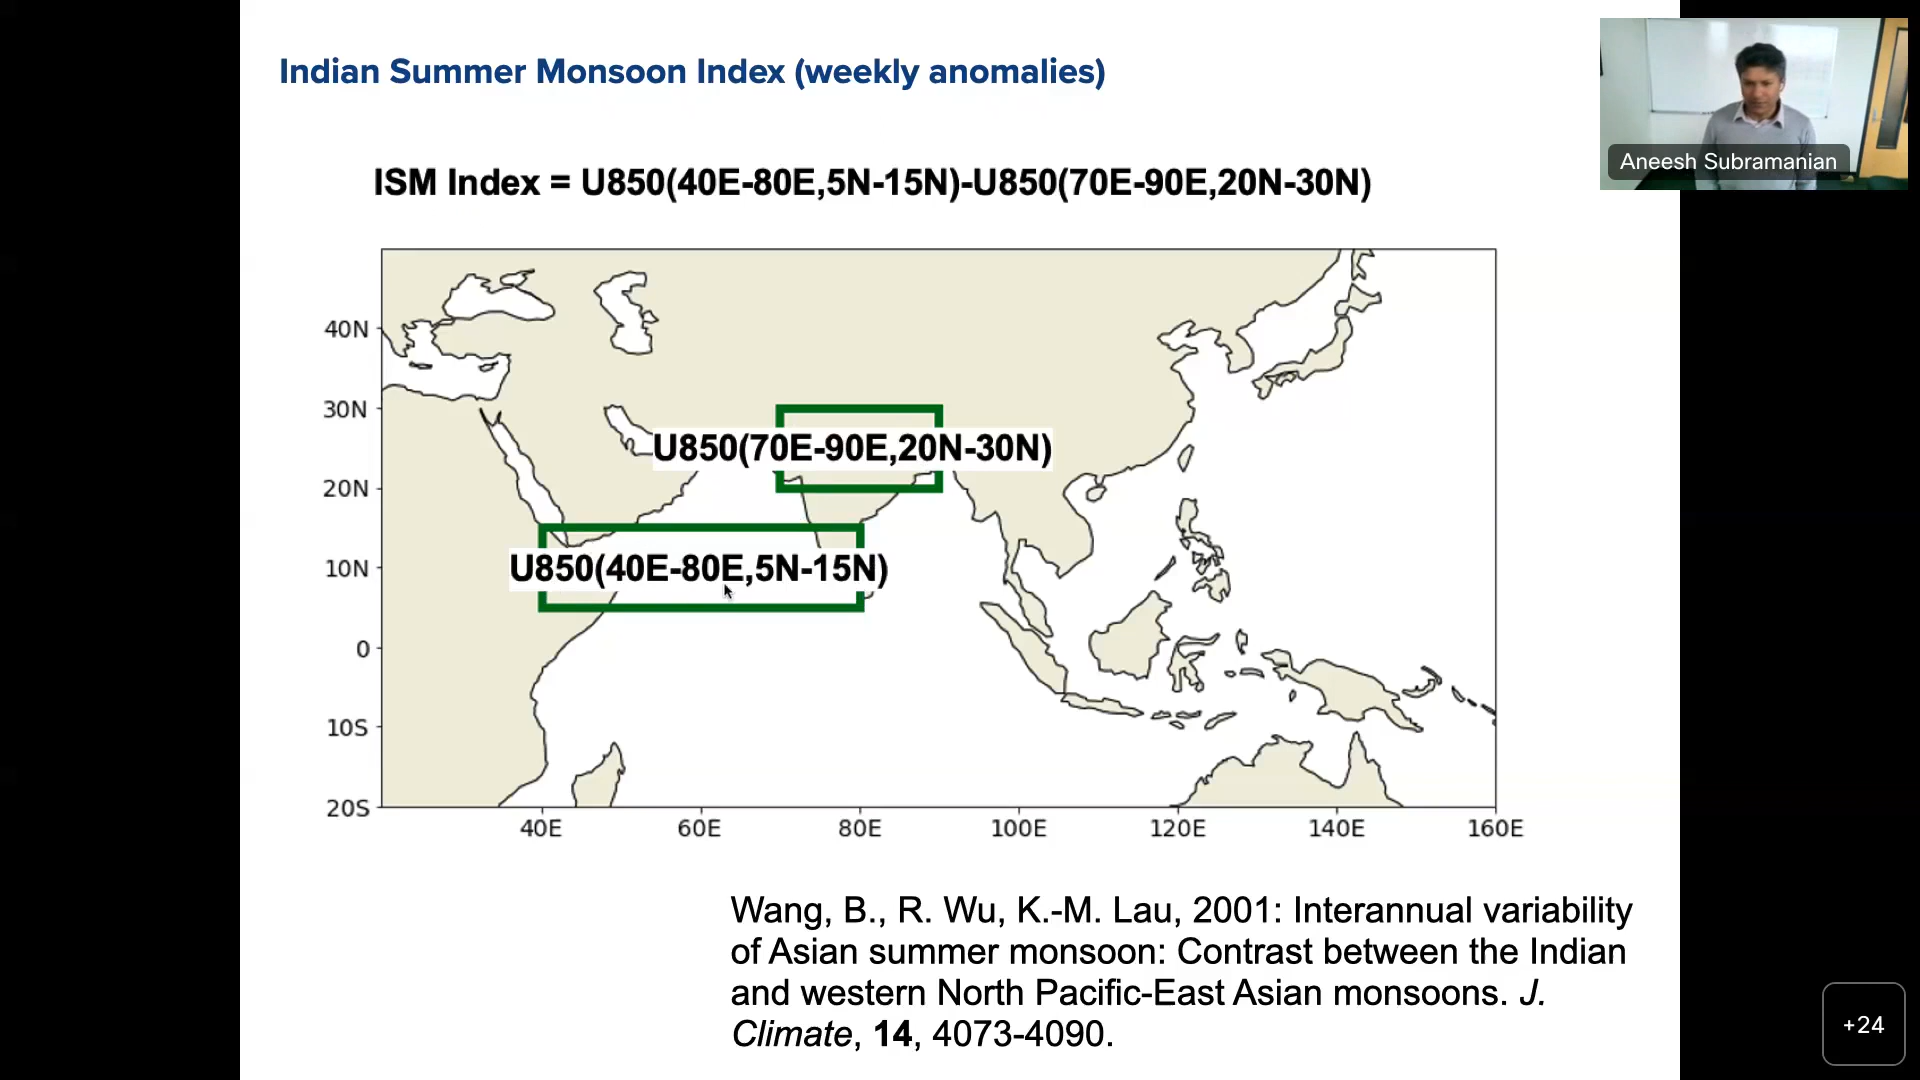 Indian Summer Monsoon Index (weekly anomalies)
Aneesh Subramanian
ISM Index = U850(40E-80E,5N-15N)-U850(70E-90E,20N-30N)
40N
30N
U850(70E-90E,20N-30N)
20N
10N
U850(40E-80E,5N-15N)
0
10S
20S
40E 60E 80E 100E 120E 140E 160E
Wang, B., R. Wu, K.-M. Lau, 2001: Interannual variability
of Asian summer monsoon: Contrast between the Indian
and western North Pacific-East Asian monsoons. J.
Climate, 14, 4073-4090.
+24